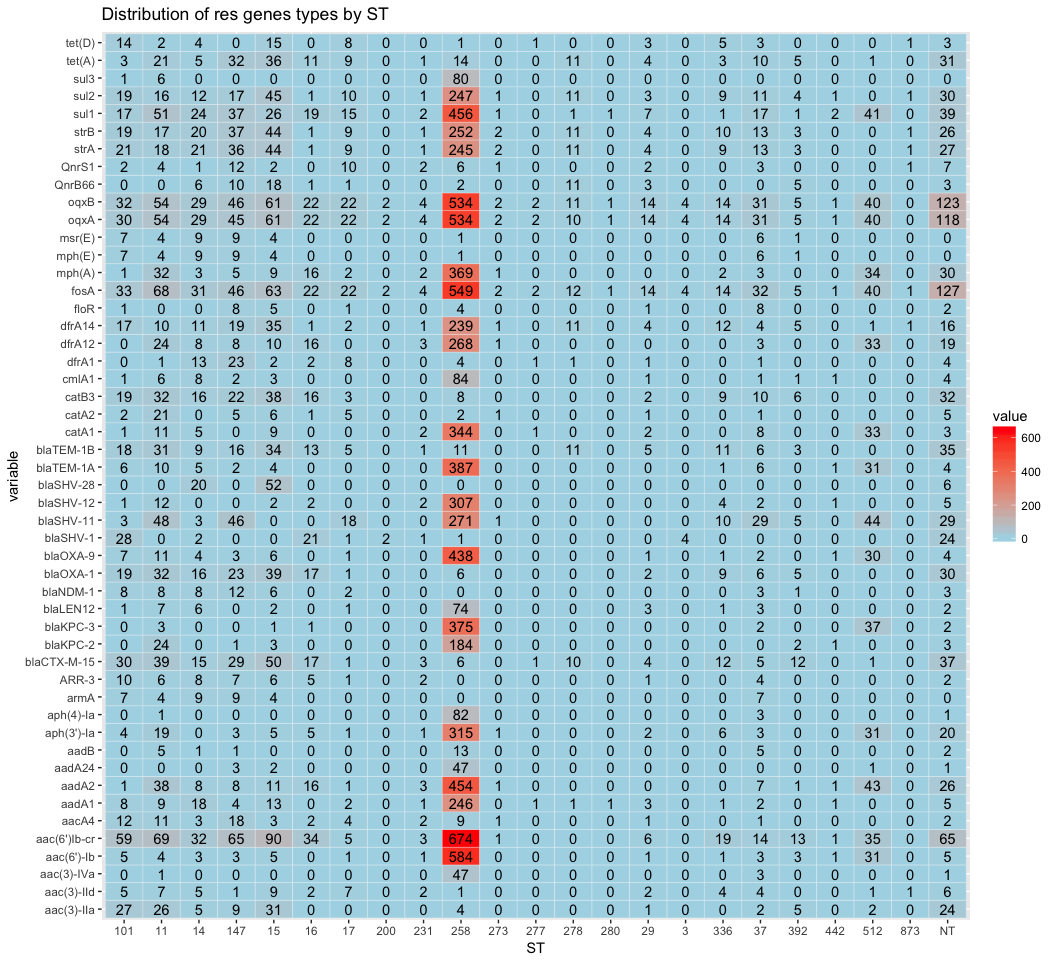 Distribution of res genes types by ST
tet(D) 14 2 4 0 15 0 8 0 0 1 0 1 0 0 3 0 5 3 0 0 0 1 3
tet(A) 3 21 5 32 36 11 9 0 1 14 0 0 11 0 4 0 3 10 5 0 1 0 31
sul3 1 6 0 0 0 0 0 0 0 80 0 0 0 0 0 0 0 0 0 0 0 0 0
sul2 19 16 12 17 45 1 10 0 1 247 1 0 11 0 3 0 9 11 4 1 0 1 30
sul1 17 51 24 37 26 19 15 0 2 456 1 0 1 1 7 0 1 17 1 2 41 0 39
strB 19 17 20 37 44 1 9 0 1 252 2 0 11 0 4 0 10 13 3 0 0 1 26
strA 21 18 21 36 44 1 9 0 1 245 2 0 11 0 4 0 9 13 3 0 0 1 27
QnrS1 2 4 1 12 2 0 10 0 2 6 1 0 0 0 2 0 0 3 0 0 0 1 7
QnrB66 0 0 6 10 18 1 1 0 0 2 0 0 11 0 3 0 0 0 5 0 0 0 3
oqxB 32 54 29 46 61 22 22 2 4 534 2 2 11 1 14 4 14 31 5 1 40 0 123
oqxA 30 54 29 45 61 22 22 2 4 534 2 2 10 1 14 4 14 31 5 1 40 0 118
msr(E) 7 4 9 9 4 0 0 0 0 1 0 0 0 0 0 0 0 6 1 0 0 0 0
mph(E) 7 4 9 9 4 0 0 0 0 1 0 0 0 0 0 0 0 6 1 0 0 0 0
mph(A) 1 32 3 5 9 16 2 0 2 369 1 0 0 0 0 0 2 3 0 0 34 0 30
fosA 33 68 31 46 63 22 22 2 4 549 2 2 12 1 14 4 14 32 5 1 40 1 127
floR 1 0 0 8 5 0 1 0 0 4 0 0 0 0 1 0 0 8 0 0 0 0 2
dfrA14 17 10 11 19 35 1 2 0 1 239 1 0 11 0 4 0 12 4 5 0 1 1 16
dfrA12 0 24 8 8 10 16 0 0 3 268 1 0 0 0 0 0 0 3 0 0 33 0 19
dfrA1 0 1 13 23 2 2 8 0 0 4 0 1 1 0 1 0 0 1 0 0 0 0 4
cmlA1 1 6 8 2 3 0 0 0 0 84 0 0 0 0 1 0 0 1 1 1 0 0 4
catB3 19 32 16 22 38 16 3 0 0 8 0 0 0 0 2 0 9 10 6 0 0 0 32
catA2 2 21 0 5 6 1 5 0 0 2 1 0 0 0 1 0 0 1 0 0 0 0 5
catA1 1 11 5 0 9 0 0 0 2 344 0 1 0 0 2 0 0 8 0 0 33 0 3
blaTEM-1B 18 31 9 16 34 13 5 0 1 11 0 0 11 0 5 0 11 6 3 0 0 0 35
blaTEM-1A 6 10 5 2 4 0 0 0 0 387 0 0 0 0 0 0 1 6 0 1 31 0 4
blaSHV-28 0 0 20 0 52 0 0 0 0 0 0 0 0 0 0 0 0 0 0 0 0 0 6
blaSHV-12 1 12 0 0 2 2 0 0 2 307 0 0 0 0 0 0 4 2 0 1 0 0 5
blaSHV-11 3 48 3 46 0 0 18 0 0 271 1 0 0 0 0 0 10 29 5 0 44 0 29
blaSHV-1 28 0 2 0 0 21 1 2 1 1 0 0 0 0 0 4 0 0 0 0 0 0 24
blaOXA-9 7 11 4 3 6 0 1 0 0 438 0 0 0 0 1 0 1 2 0 1 30 0 4
blaOXA-1 19 32 16 23 39 17 1 0 0 6 0 0 0 0 2 0 9 6 5 0 0 0 30
blaNDM-1 8 8 8 12 6 0 2 0 0 0 0 0 0 0 0 0 0 3 1 0 0 0 3
blaLEN12 1 7 6 0 2 0 1 0 0 74 0 0 0 0 3 0 1 3 0 0 0 0 2
blaKPC-3 0 3 0 0 1 1 0 0 0 375 0 0 0 0 0 0 0 2 0 0 37 0 2
blaKPC-2 0 24 0 1 3 0 0 0 0 184 0 0 0 0 0 0 0 0 2 1 0 0 3
blaCTX-M-15 30 39 15 29 50 17 1 0 3 6 0 1 10 0 4 0 12 5 12 0 1 0 37
ARR-3 10 6 8 7 6 5 1 0 2 0 0 0 0 0 1 0 0 4 0 0 0 0 2
armA 7 4 9 9 4 0 0 0 0 0 0 0 0 0 0 0 0 7 0 0 0 0 0
aph(4)-Ia 0 1 0 0 0 0 0 0 0 82 0 0 0 0 0 0 0 3 0 0 0 0 1
aph(3')-Ia 4 19 0 3 5 5 1 0 1 315 0 0 0 0 2 0 6 3 0 0 31 0 20
aadB 0 5 1 1 0 0 0 0 0 13 0 0 0 0 0 0 0 5 0 0 0 0 2
aadA24 0 0 0 3 2 0 0 0 0 47 0 0 0 0 0 0 0 0 0 0 1 0 1
aadA2 1 38 8 8 11 16 1 0 3 454 1 0 0 0 0 0 0 7 1 1 43 0 26
aadA1 8 9 18 4 13 0 2 0 1 246 0 1 1 1 3 0 1 2 0 1 0 0 5
aacA4 12 11 3 18 3 2 4 0 2 9 1 0 0 0 0 0 0 1 0 0 0 0 2
aac(6')Ib-cr 59 69 32 65 90 34 5 0 3 674 1 0 0 0 6 0 19 14 13 1 35 0 65
aac(6')-Ib 5 4 3 3 5 0 1 0 1 584 0 0 0 0 1 0 1 3 3 1 31 0 5
aac(3)-IVa 0 1 0 0 0 0 0 0 0 47 0 0 0 0 0 0 0 3 0 0 0 0 1
aac(3)-IId 5 7 5 1 9 2 7 0 2 1 0 0 0 0 2 0 4 4 0 0 1 1 6
aac(3)-IIa 27 26 5 9 31 0 0 0 0 4 0 0 0 0 1 0 0 2 5 0 2 0 24
101 11 14 147 15 16 17 200 231 258 273 277 278 280 29 3 336 37 392 442 512 873 NT
ST
variable
value
600
400
200
0